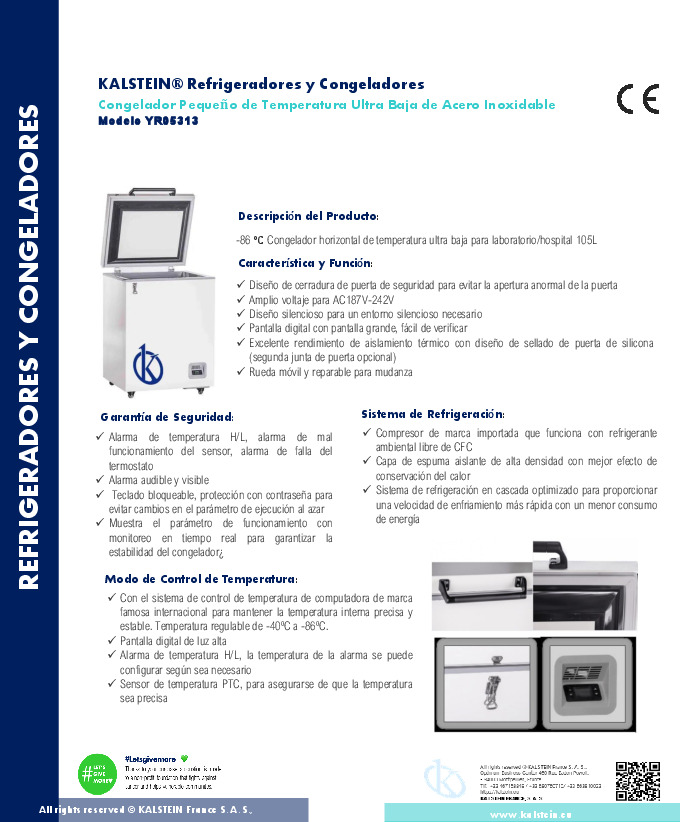 REFRIGERADORES Y CONGELADORES
KALSTEIN® Refrigeradores y Congeladores
Congelador Pequeño de Temperatura Ultra Baja de Acero Inoxidable
Modelo YR05313
CE
Descripción del Producto:
-86 ºC Congelador horizontal de temperatura ultra baja para laboratorio/hospital 105L
Característica y Función:
✓ Diseño de cerradura de puerta de seguridad para evitar la apertura anormal de la puerta
✓ Amplio voltaje para AC187V-242V
✓ Diseño silencioso para un entorno silencioso necesario
✓ Pantalla digital con pantalla grande, fácil de verificar
✓ Excelente rendimiento de aislamiento térmico con diseño de sellado de puerta de silicona
(segunda junta de puerta opcional)
✓ Rueda móvil y reparable para mudanza
Garantía de Seguridad:
✓ Alarma de temperatura H/L, alarma de mal
funcionamiento del sensor, alarma de falla del
termostato
✓ Alarma audible y visible
✓ Teclado bloqueable, protección con contraseña para
evitar cambios en el parámetro de ejecución al azar
✓ Muestra el parámetro de funcionamiento con
monitoreo en tiempo real para garantizar la
estabilidad del congelador¿
Sistema de Refrigeración:
✓ Compresor de marca importada que funciona con refrigerante
ambiental libre de CFC
✓ Capa de espuma aislante de alta densidad con mejor efecto de
conservación del calor
✓ Sistema de refrigeración en cascada optimizado para proporcionar
una velocidad de enfriamiento más rápida con un menor consumo
de energía
Modo de Control de Temperatura:
✓ Con el sistema de control de temperatura de computadora de marca
famosa internacional para mantener la temperatura interna precisa y
estable. Temperatura regulable de -40ºC a -86ºC.
✓ Pantalla digital de luz alta
✓ Alarma de temperatura H/L, la temperatura de la alarma se puede
configurar según sea necesario
✓ Sensor de temperatura PTC, para asegurarse de que la temperatura
sea precisa
# LET'S
GIVE
MORE
#Letsgivemore
All rights reserved ® KALSTEIN France S. A. S.,
KALSTEIN FRANCE, S. A. S
All rights reserved © KALSTEIN France S. A. S.,
www.kalstein.eu